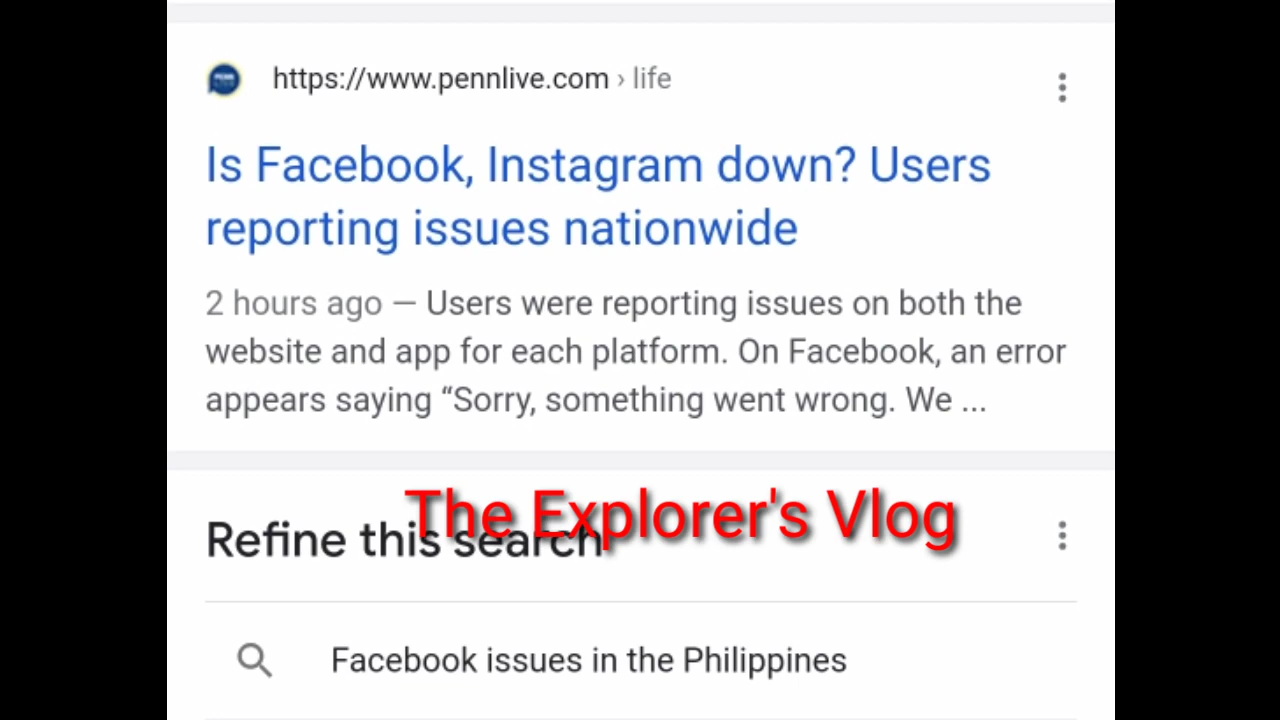 https://www.pennlive.com › life
Is Facebook, Instagram down? Users
reporting issues nationwide
2 hours ago — Users were reporting issues on both the
website and app for each platform. On Facebook, an error
appears saying “Sorry, something went wrong. We ...
The Explorer's Vlog
Refine this search
Facebook issues in the Philippines